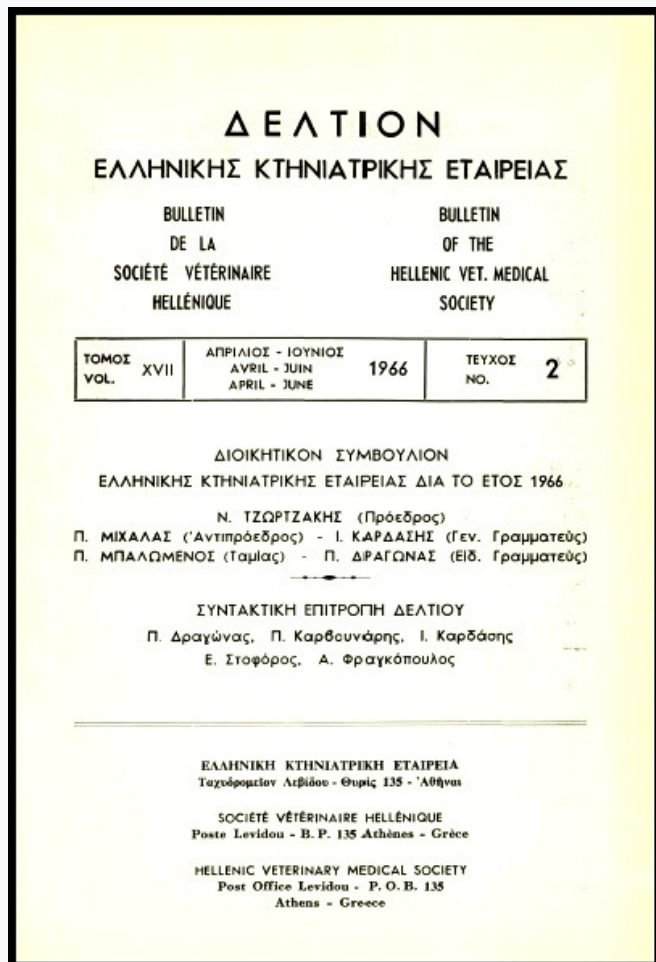 ΔΕΛΤΙΟΝ
ΕΛΛΗΝΙΚΗΣ ΚΤΗΝΙΑΤΡΙΚΗΣ ΕΤΑΙΡΕΙΑΣ
BULLETIN
DE LA
SOCIÉTÉ VÉTÉRINAIRE
HELLÉNIQUE
BULLETIN
OF THE
HELLENIC VET. MEDICAL
SOCIETY
ΤΟΜΟΣ
VOL.
XVII
ΑΠΡΙΛΙΟΣ - ΙΟΥΝΙΟΣ
AVRIL - JUIN
APRIL - JUNE
1966
ΤΕΥΧΟΣ
NO.
2
ΔΙΟΙΚΗΤΙΚΟΝ ΣΥΜΒΟΥΛΙΟΝ
ΕΛΛΗΝΙΚΗΣ ΚΤΗΝΙΑΤΡΙΚΗΣ ΕΤΑΙΡΕΙΑΣ ΔΙΑ ΤΟ ΕΤΟΣ 1966
Ν. ΤΖΩΡΤΖΑΚΗΣ (Πρόεδρος)
Π. ΜΙΧΑΛΑΣ (Ἀντιπρόεδρος) - Ι. ΚΑΡΔΑΣΗΣ (Γεν. Γραμματεὺς)
Π. ΜΠΑΛΩΜΕΝΟΣ (Ταμίας) - Π. ΔΡΑΓΩΝΑΣ (Εἰδ. Γραμματεὺς)
ΣΥΝΤΑΚΤΙΚΗ ΕΠΙΤΡΟΠΗ ΔΕΛΤΙΟΥ
Π. Δραγώνας, Π. Καρβουνάρης, Ι. Καρδάσης
Ε. Στοφόρος, Α. Φραγκόπουλος
ΕΛΛΗΝΙΚΗ ΚΤΗΝΙΑΤΡΙΚΗ ΕΤΑΙΡΕΙΑ
Ταχυδρομεῖον Λεβίδου - Θυρὶς 135 - Ἀθῆναι
SOCIÉTÉ VÉTÉRINAIRE HELLÉNIQUE
Poste Levidou - B. P. 135 Athènes - Grèce
HELLENIC VETERINARY MEDICAL SOCIETY
Post Office Levidou - P. O. B. 135
Athens - Greece